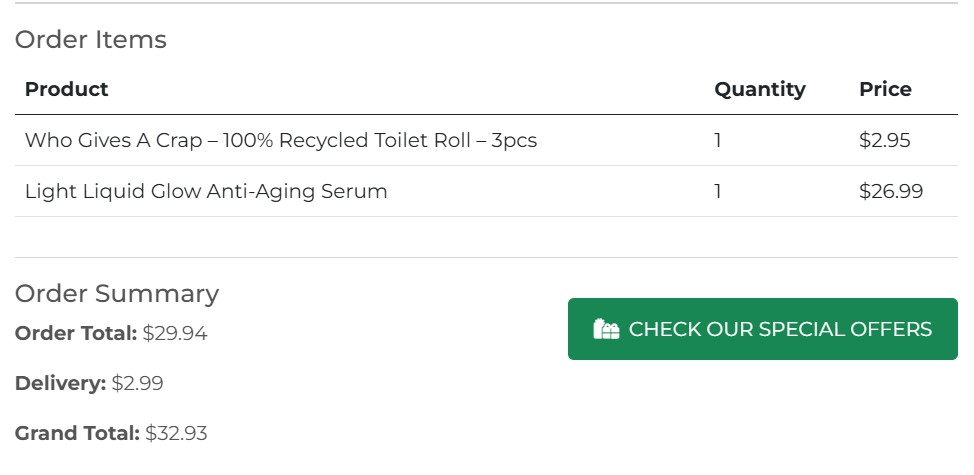 Order Items
Product Quantity Price
Who Gives A Crap – 100% Recycled Toilet Roll – 3pcs 1 $2.95
Light Liquid Glow Anti-Aging Serum 1 $26.99
Order Summary
Order Total: $29.94
CHECK OUR SPECIAL OFFERS
Delivery: $2.99
Grand Total: $32.93